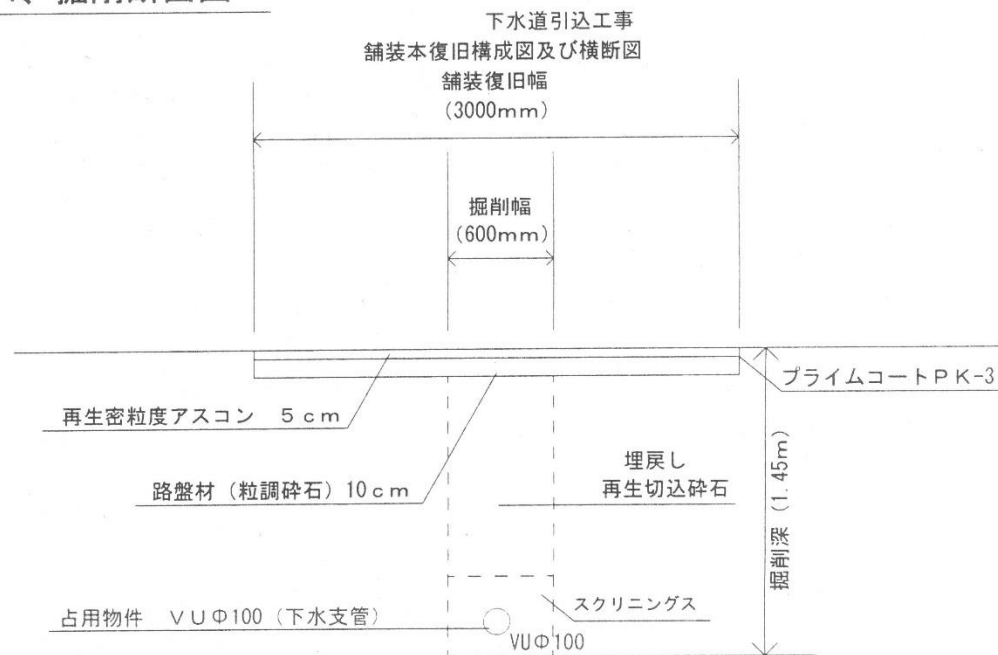 下水道引込工事
舗装本復旧構成図及び横断図
舗装復旧幅
(3000mm)
掘削幅
(600mm)
プライムコートPK-3
再生密粒度アスコン 5cm
埋戻し
再生切込砕石
路盤材（粒調砕石）10cm
掘削深（1.45m）
スクリーニングス
占用物件 VUΦ100（下水支管）
VUΦ100